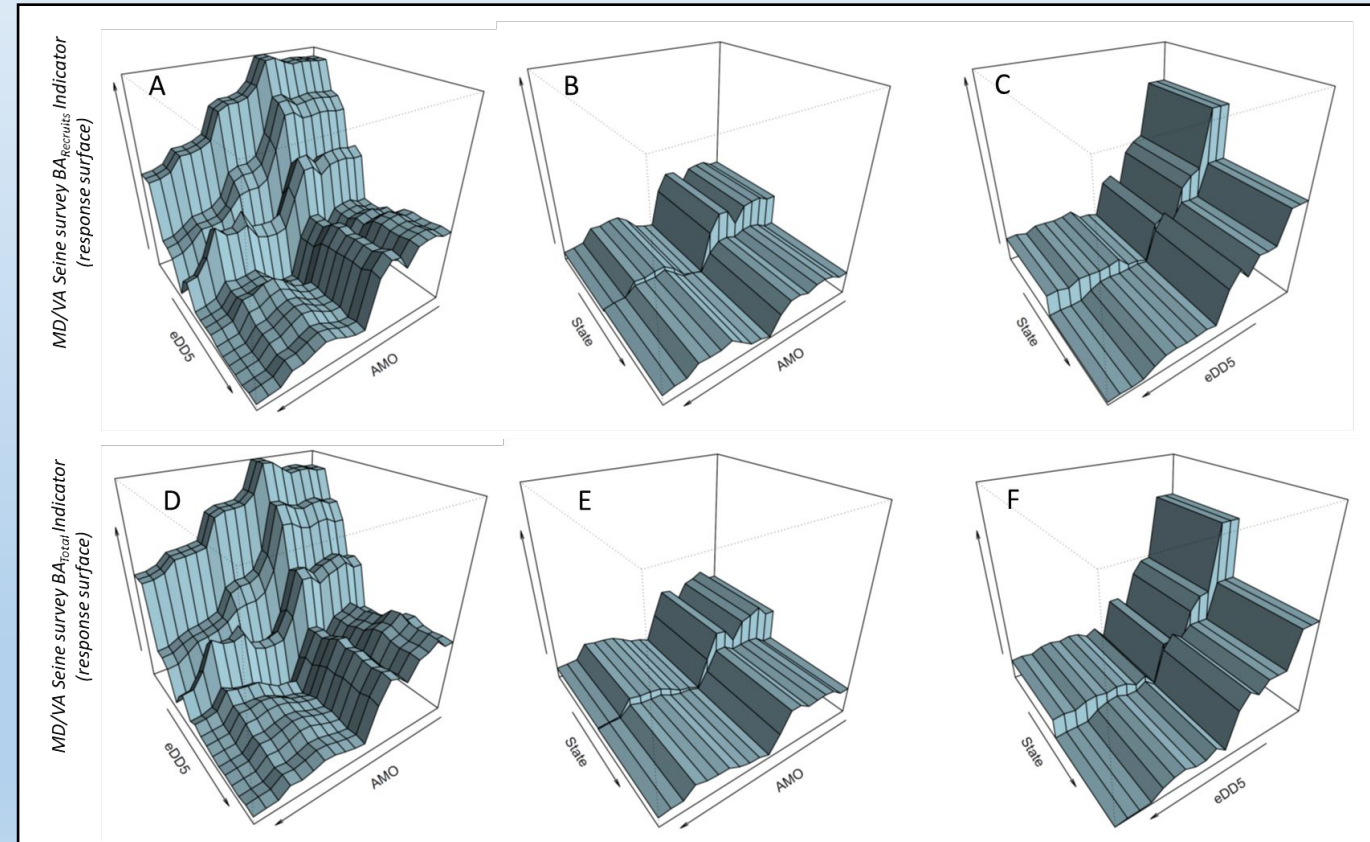 MD/VA Seine survey BA_Recruits Indicator
(response surface)
A
eDD5
AMO
B
State
AMO
C
State
eDD5
MD/VA Seine survey BA_Total Indicator
(response surface)
D
eDD5
AMO
E
State
AMO
F
State
eDD5